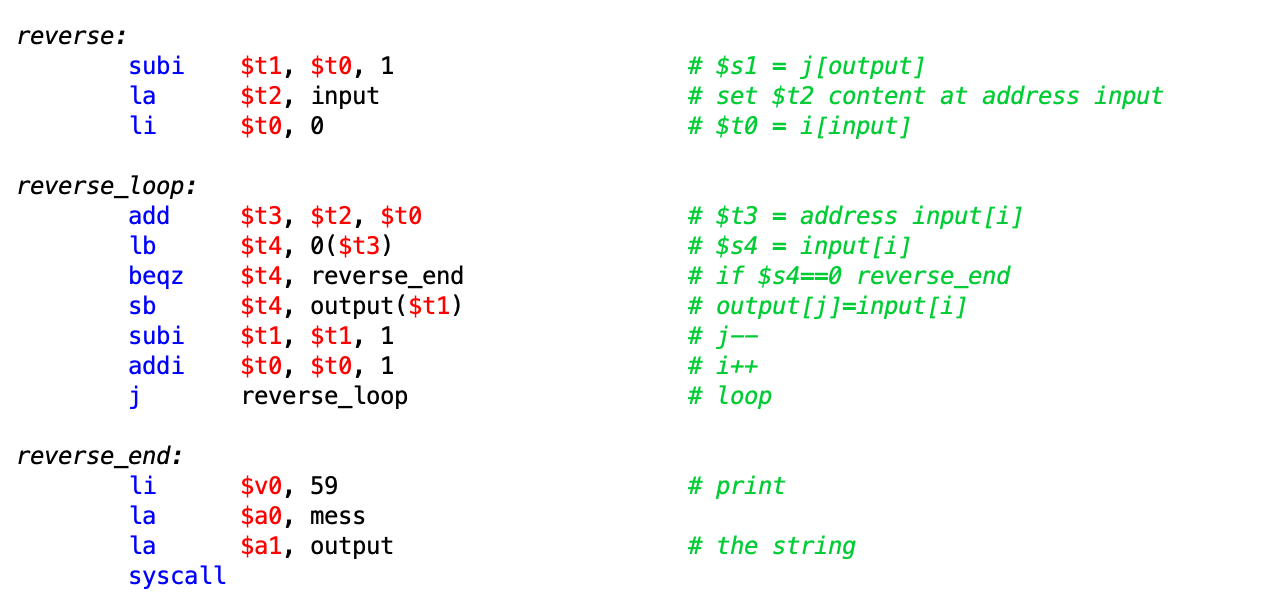 reverse:
subi $t1, $t0, 1 # $s1 = j[output]
la $t2, input # set $t2 content at address input
li $t0, 0 # $t0 = i[input]
reverse_loop:
add $t3, $t2, $t0 # $t3 = address input[i]
lb $t4, 0($t3) # $s4 = input[i]
beqz $t4, reverse_end # if $s4==0 reverse_end
sb $t4, output($t1) # output[j]=input[i]
subi $t1, $t1, 1 # j--
addi $t0, $t0, 1 # i++
j reverse_loop # loop
reverse_end:
li $v0, 59 # print
la $a0, mess
la $a1, output # the string
syscall